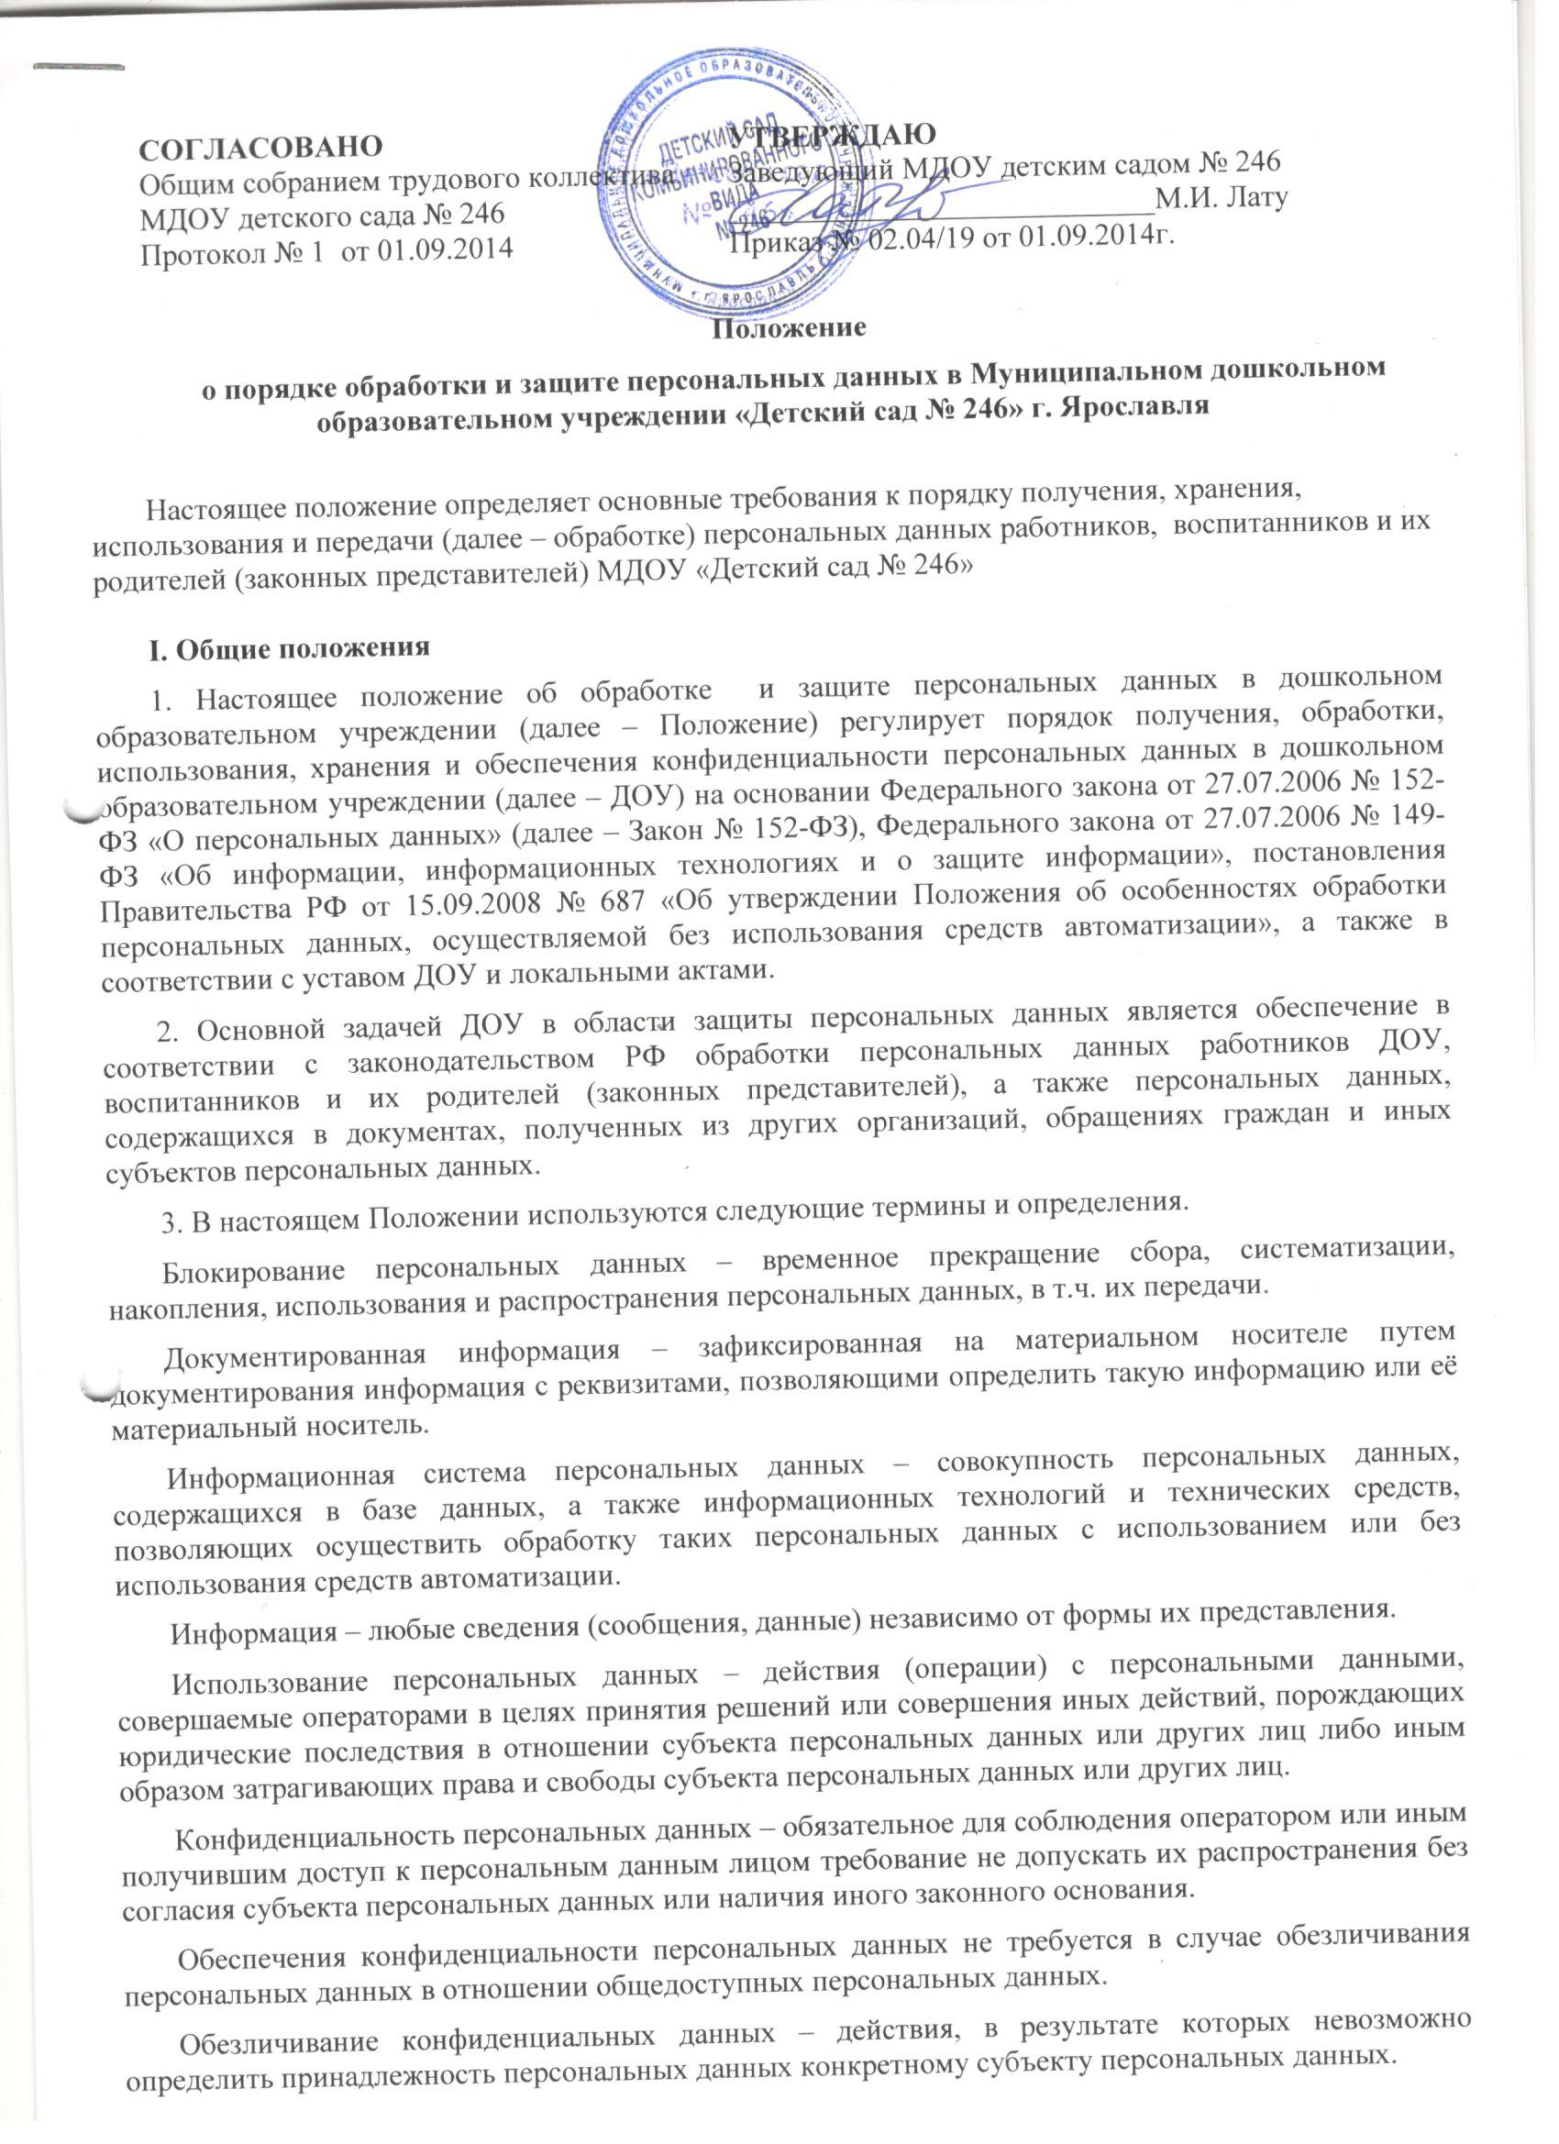 СОГЛАСОВАНО
Общим собранием трудового коллектива
МДОУ детского сада № 246
Протокол № 1 от 01.09.2014
УТВЕРЖДАЮ
Заведующий МДОУ детским садом № 246
М.И. Лату
Приказ № 02.04/19 от 01.09.2014г.
ДЕТСКИЙ САД
КОМБИНИРОВАННОГО
ВИДА
№ 246
Положение
о порядке обработки и защите персональных данных в Муниципальном дошкольном
образовательном учреждении «Детский сад № 246» г. Ярославля
Настоящее положение определяет основные требования к порядку получения, хранения,
использования и передачи (далее – обработке) персональных данных работников, воспитанников и их
родителей (законных представителей) МДОУ «Детский сад № 246»
I. Общие положения
1. Настоящее положение об обработке и защите персональных данных в дошкольном
образовательном учреждении (далее – Положение) регулирует порядок получения, обработки,
использования, хранения и обеспечения конфиденциальности персональных данных в дошкольном
образовательном учреждении (далее – ДОУ) на основании Федерального закона от 27.07.2006 № 152-
ФЗ «О персональных данных» (далее – Закон № 152-ФЗ), Федерального закона от 27.07.2006 № 149-
ФЗ «Об информации, информационных технологиях и о защите информации», постановления
Правительства РФ от 15.09.2008 № 687 «Об утверждении Положения об особенностях обработки
персональных данных, осуществляемой без использования средств автоматизации», а также в
соответствии с уставом ДОУ и локальными актами.
2. Основной задачей ДОУ в области защиты персональных данных является обеспечение в
соответствии с законодательством РФ обработки персональных данных работников ДОУ,
воспитанников и их родителей (законных представителей), а также персональных данных,
содержащихся в документах, полученных из других организаций, обращениях граждан и иных
субъектов персональных данных.
3. В настоящем Положении используются следующие термины и определения.
Блокирование персональных данных – временное прекращение сбора, систематизации,
накопления, использования и распространения персональных данных, в т.ч. их передачи.
Документированная информация – зафиксированная на материальном носителе путем
документирования информация с реквизитами, позволяющими определить такую информацию или её
материальный носитель.
Информационная система персональных данных – совокупность персональных данных,
содержащихся в базе данных, а также информационных технологий и технических средств,
позволяющих осуществить обработку таких персональных данных с использованием или без
использования средств автоматизации.
Информация – любые сведения (сообщения, данные) независимо от формы их представления.
Использование персональных данных – действия (операции) с персональными данными,
совершаемые операторами в целях принятия решений или совершения иных действий, порождающих
юридические последствия в отношении субъекта персональных данных или других лиц либо иным
образом затрагивающих права и свободы субъекта персональных данных или других лиц.
Конфиденциальность персональных данных – обязательное для соблюдения оператором или иным
получившим доступ к персональным данным лицом требование не допускать их распространения без
согласия субъекта персональных данных или наличия иного законного основания.
Обеспечения конфиденциальности персональных данных не требуется в случае обезличивания
персональных данных в отношении общедоступных персональных данных.
Обезличивание конфиденциальных данных – действия, в результате которых невозможно
определить принадлежность персональных данных конкретному субъекту персональных данных.